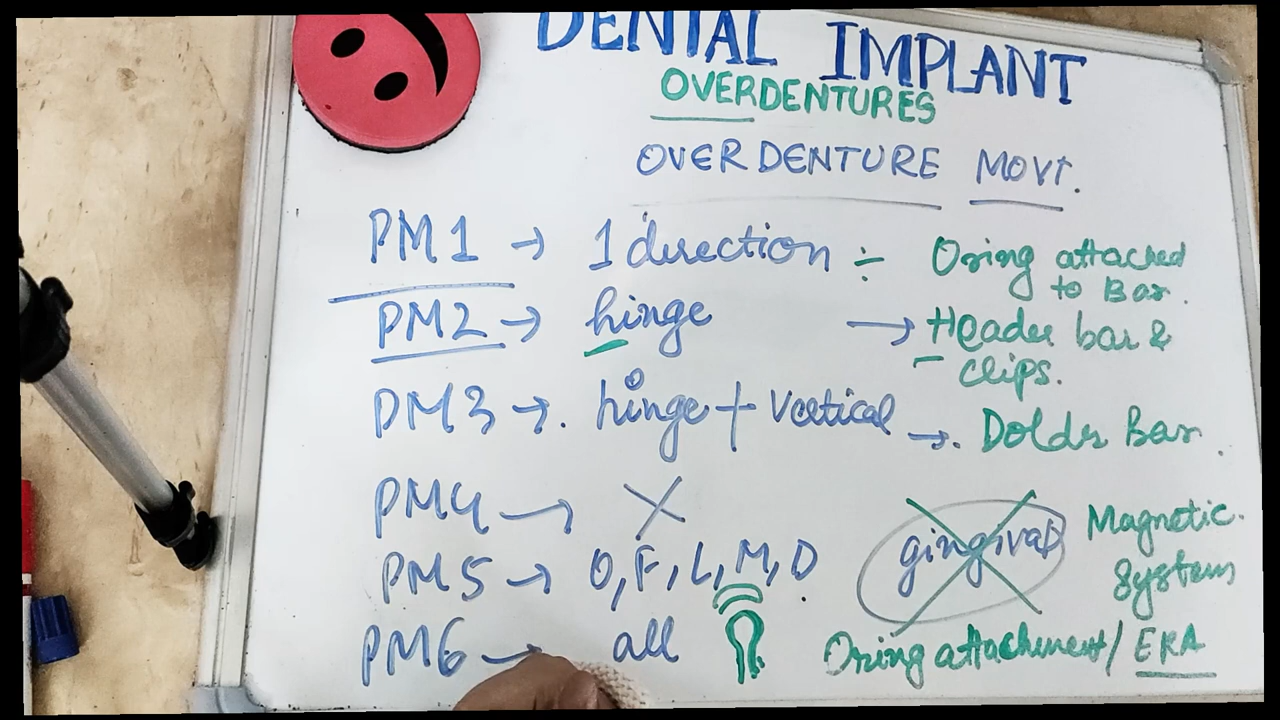 DENTAL IMPLANT
OVERDENTURES
OVERDENTURE MOVT.
PM1 → 1 direction ÷ Oring attached
to Bar.
PM2 → hinge → Header bar &
clips.
PM3 →. hinge + Vertical →. Dolder Bar.
PM4 → X
gingival Magnetic
System
PM5 → O, F, L, M, D
PM6 → all Oring attachment/ ERA